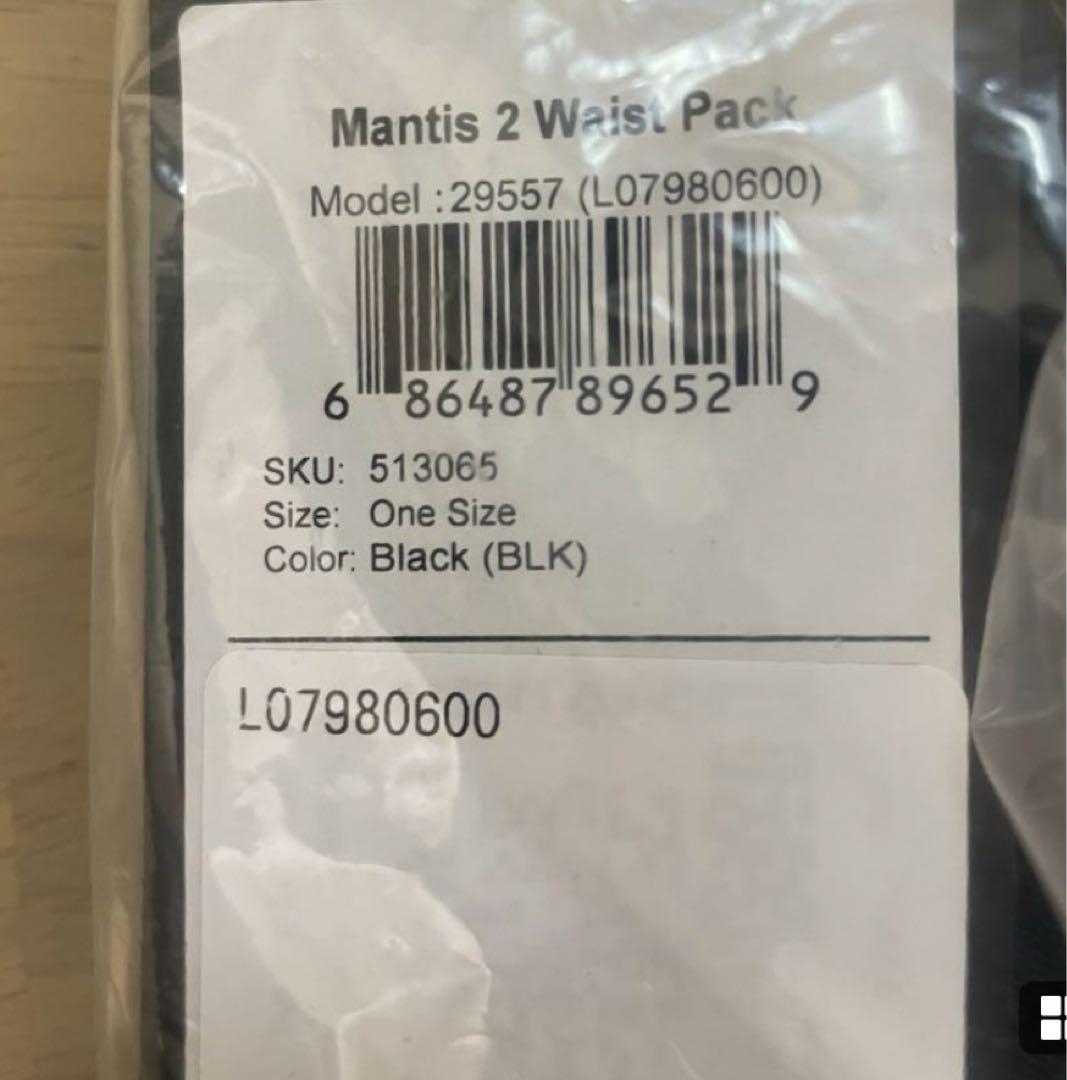 Mantis 2 Waist Pack
Model :29557 (L07980600)
6 86487 89652 9
SKU: 513065
Size: One Size
Color: Black (BLK)
L07980600